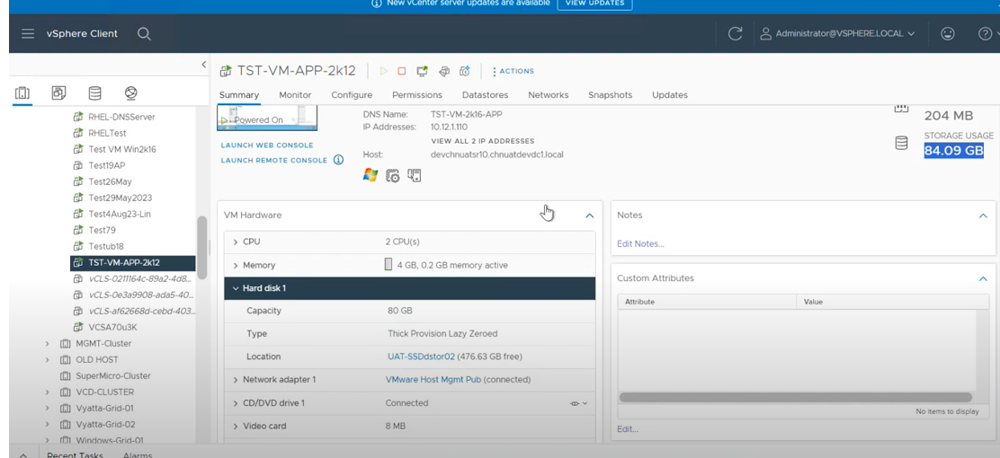 New vCenter server updates are available VIEW UPDATES
vSphere Client
Administrator@VSPHERE.LOCAL
TST-VM-APP-2k12
ACTIONS
Summary Monitor Configure Permissions Datastores Networks Snapshots Updates
RHEL-DNSServer
RHELTest
Test VM Win2k16
Test19AP
Test26May
Test29May2023
Test4Aug23-Lin
Test79
Testub18
TST-VM-APP-2k12
vCLS-0211164c-89a2-4d8...
vCLS-0e3a9908-ada5-40...
vCLS-af62668d-cebd-403...
VCSA70u3K
MGMT-Cluster
OLD HOST
SuperMicro-Cluster
VCD-CLUSTER
Vyatta-Grid-01
Vyatta-Grid-02
Windows-Grid-01
Powered On
LAUNCH WEB CONSOLE
LAUNCH REMOTE CONSOLE
DNS Name: TST-VM-2k16-APP
IP Addresses: 10.12.1.110
VIEW ALL 2 IP ADDRESSES
Host: devchnuatsr10.chnuatdevdc1.local
204 MB
STORAGE USAGE
84.09 GB
VM Hardware
CPU 2 CPU(s)
Memory 4 GB, 0.2 GB memory active
Hard disk 1
Capacity 80 GB
Type Thick Provision Lazy Zeroed
Location UAT-SSDdstor02 (476.63 GB free)
Network adapter 1 VMware Host Mgmt Pub (connected)
CD/DVD drive 1 Connected
Video card 8 MB
Notes
Edit Notes...
Custom Attributes
Attribute Value
No items to display
Edit...
Recent Tasks Alarms